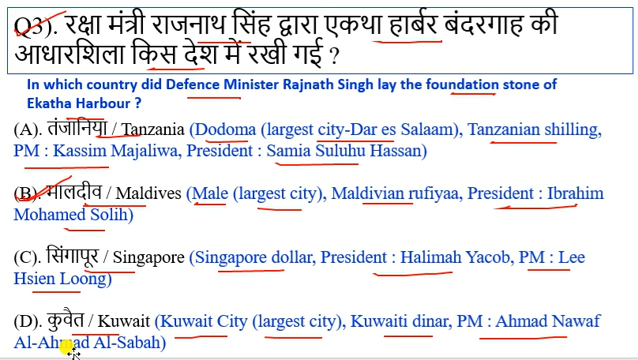 Q3). रक्षा मंत्री राजनाथ सिंह द्वारा एकथा हार्बर बंदरगाह की
आधारशिला किस देश में रखी गई ?
In which country did Defence Minister Rajnath Singh lay the foundation stone of
Ekatha Harbour ?
(A). तंजानिया / Tanzania (Dodoma (largest city-Dar es Salaam), Tanzanian shilling,
PM : Kassim Majaliwa, President : Samia Suluhu Hassan)
(B). मालदीव / Maldives (Male (largest city), Maldivian rufiyaa, President : Ibrahim
Mohamed Solih)
(C). सिंगापूर / Singapore (Singapore dollar, President : Halimah Yacob, PM : Lee
Hsien Loong)
(D). कुवैत / Kuwait (Kuwait City (largest city), Kuwaiti dinar, PM : Ahmad Nawaf
Al-Ahmad Al-Sabah)